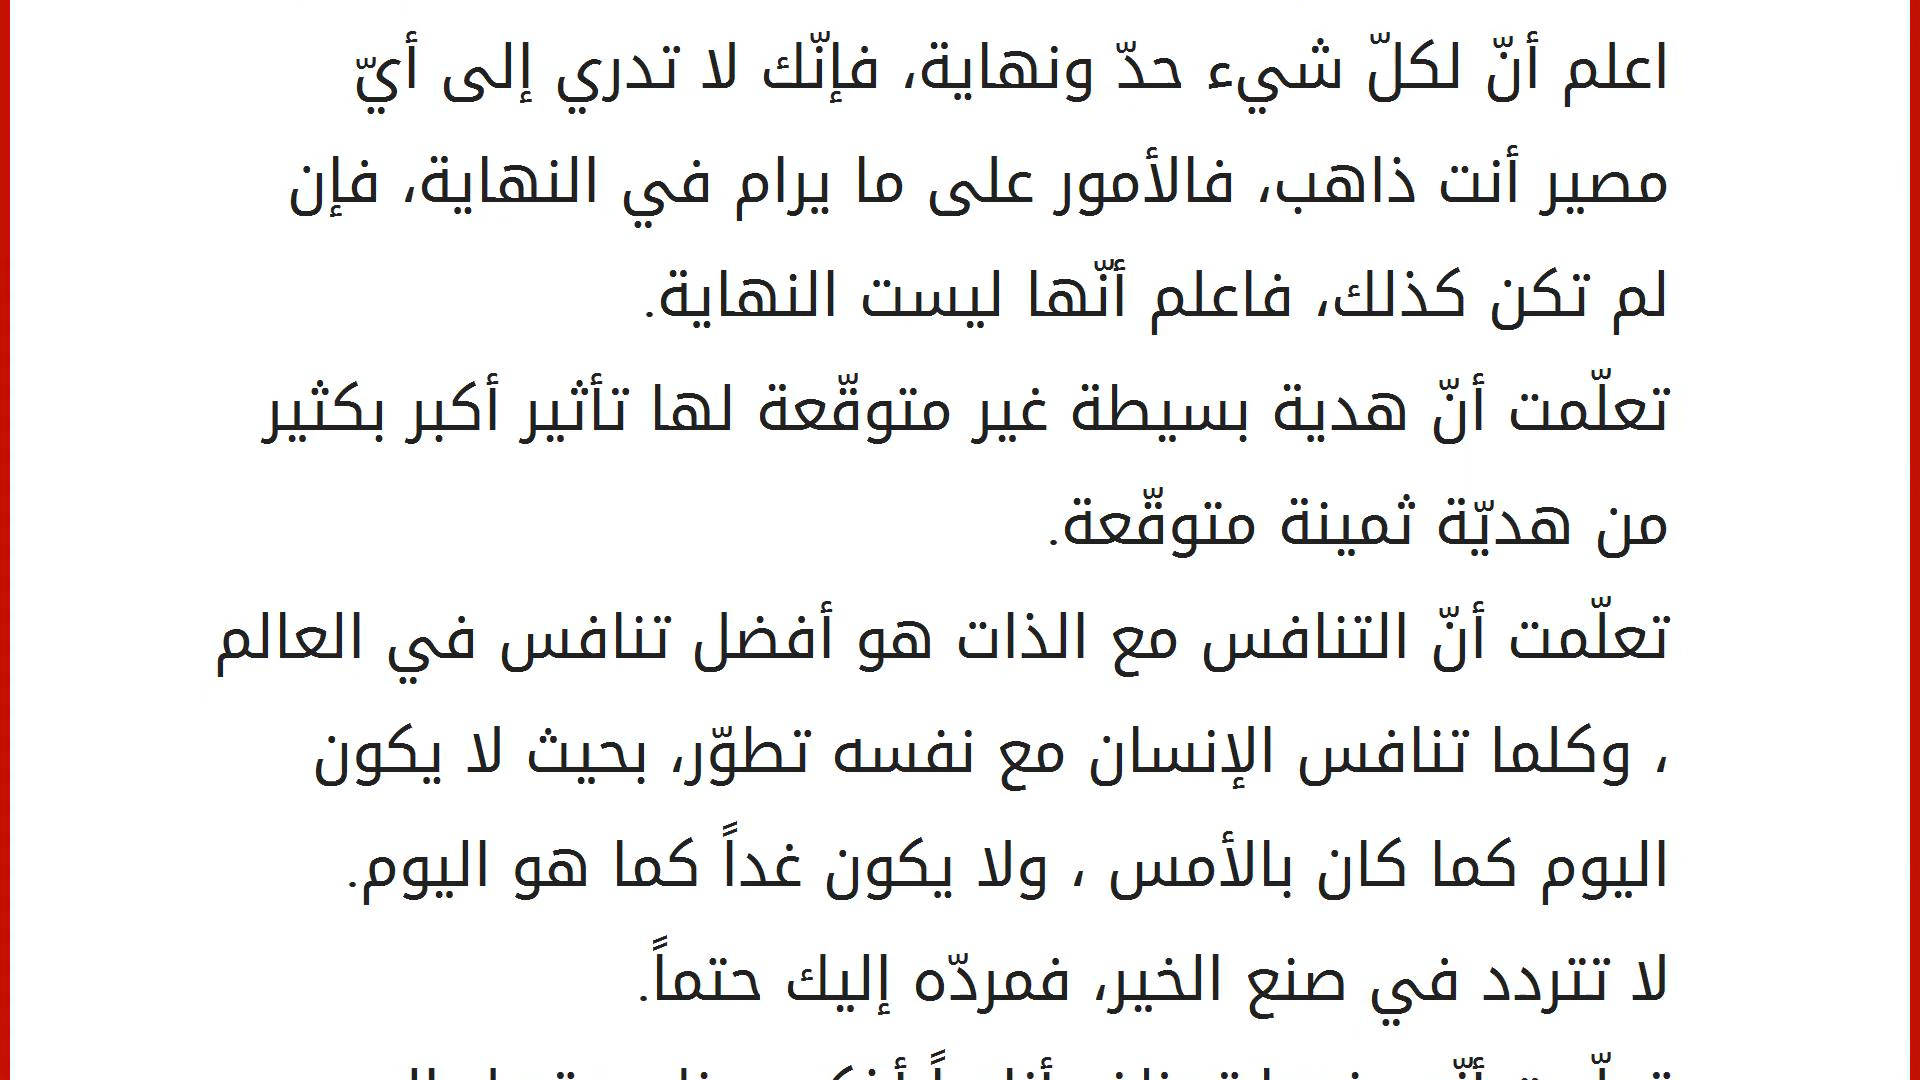 اعلم أنّ لكلّ شيء حدّ ونهاية، فإنّك لا تدري إلى أيّ
مصير أنت ذاهب، فالأمور على ما يرام في النهاية، فإن
لم تكن كذلك، فاعلم أنّها ليست النهاية.
تعلّمت أنّ هدية بسيطة غير متوقّعة لها تأثير أكبر بكثير
من هديّة ثمينة متوقّعة.
تعلّمت أنّ التنافس مع الذات هو أفضل تنافس في العالم
، وكلما تنافس الإنسان مع نفسه تطوّر، بحيث لا يكون
اليوم كما كان بالأمس ، ولا يكون غداً كما هو اليوم.
لا تتردد في صنع الخير، فمردّه إليك حتماً.